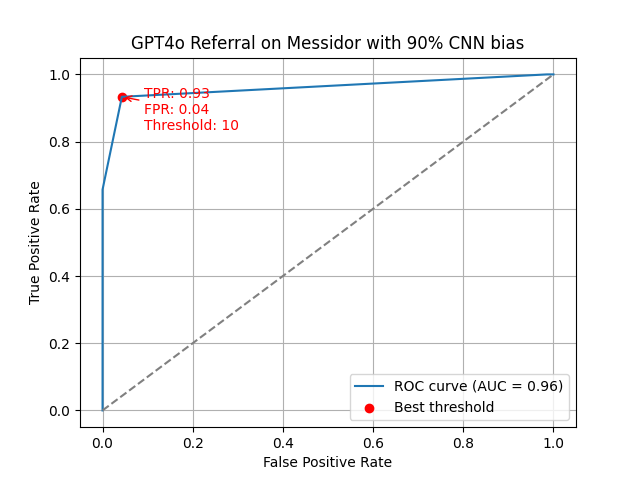 GPT4o Referral on Messidor with 90% CNN bias
1.0
TPR: 0.93
FPR: 0.04
Threshold: 10
0.8
0.6
0.4
0.2
0.0
True Positive Rate
ROC curve (AUC = 0.96)
Best threshold
0.0 0.2 0.4 0.6 0.8 1.0
False Positive Rate